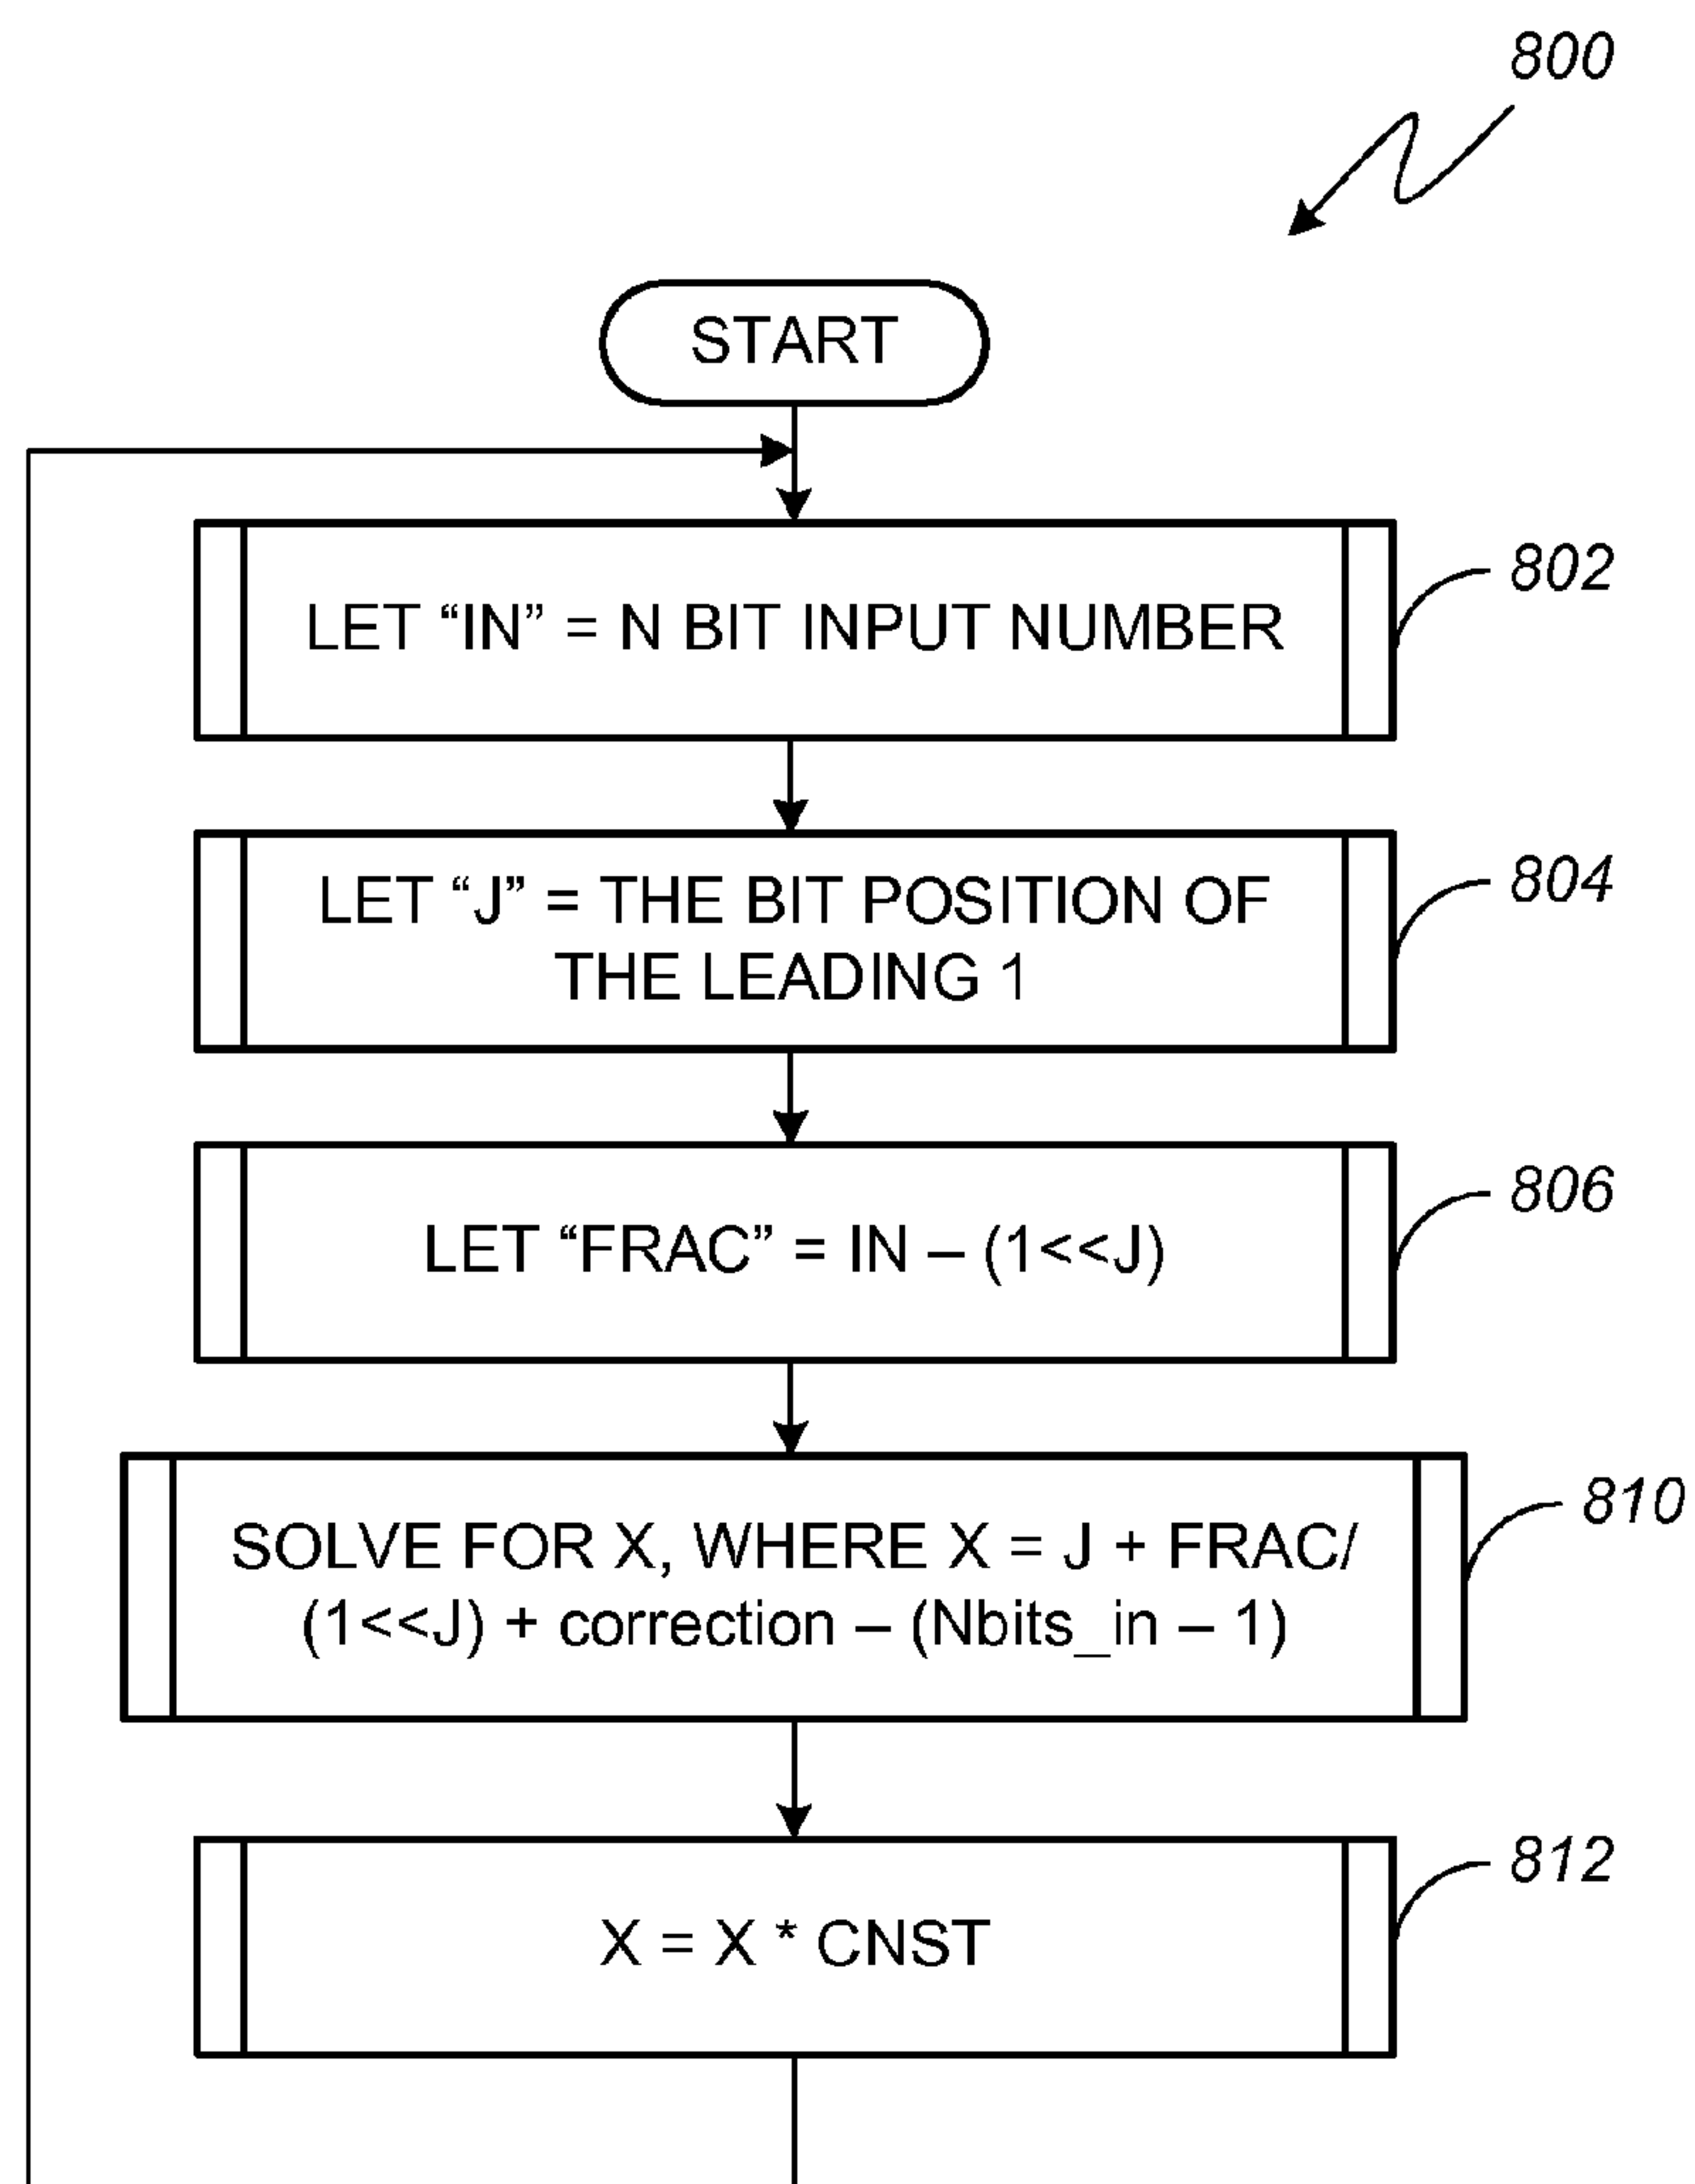 800
START
LET “IN” = N BIT INPUT NUMBER
802
LET “J” = THE BIT POSITION OF
THE LEADING 1
804
LET “FRAC” = IN – (1<<J)
806
SOLVE FOR X, WHERE X = J + FRAC/
(1<<J) + correction – (Nbits_in – 1)
810
X = X * CNST
812